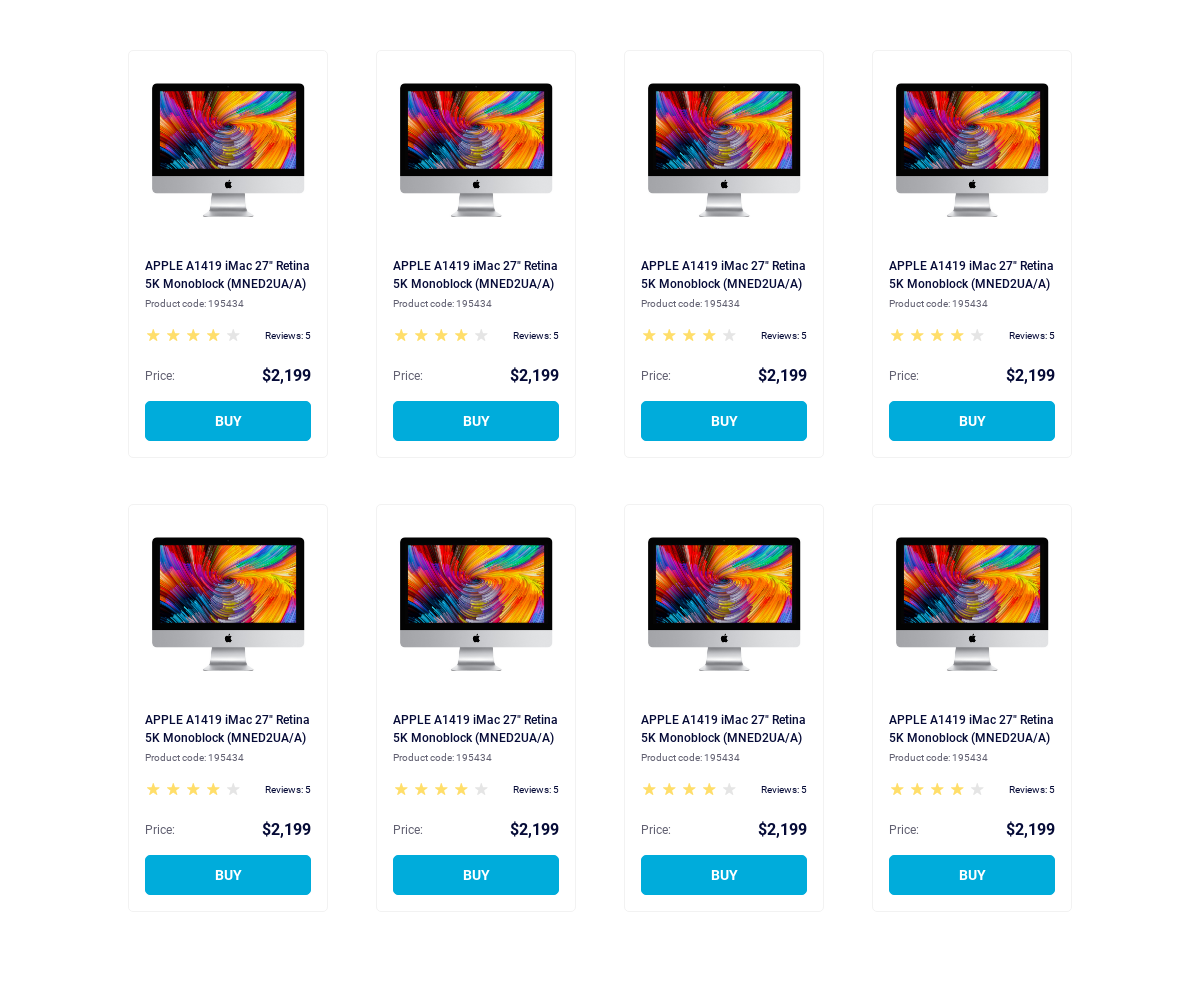 APPLE A1419 iMac 27" Retina
5K Monoblock (MNED2UA/A)
Product code: 195434
Reviews: 5
Price: $2,199
BUY
APPLE A1419 iMac 27" Retina
5K Monoblock (MNED2UA/A)
Product code: 195434
Reviews: 5
Price: $2,199
BUY
APPLE A1419 iMac 27" Retina
5K Monoblock (MNED2UA/A)
Product code: 195434
Reviews: 5
Price: $2,199
BUY
APPLE A1419 iMac 27" Retina
5K Monoblock (MNED2UA/A)
Product code: 195434
Reviews: 5
Price: $2,199
BUY
APPLE A1419 iMac 27" Retina
5K Monoblock (MNED2UA/A)
Product code: 195434
Reviews: 5
Price: $2,199
BUY
APPLE A1419 iMac 27" Retina
5K Monoblock (MNED2UA/A)
Product code: 195434
Reviews: 5
Price: $2,199
BUY
APPLE A1419 iMac 27" Retina
5K Monoblock (MNED2UA/A)
Product code: 195434
Reviews: 5
Price: $2,199
BUY
APPLE A1419 iMac 27" Retina
5K Monoblock (MNED2UA/A)
Product code: 195434
Reviews: 5
Price: $2,199
BUY